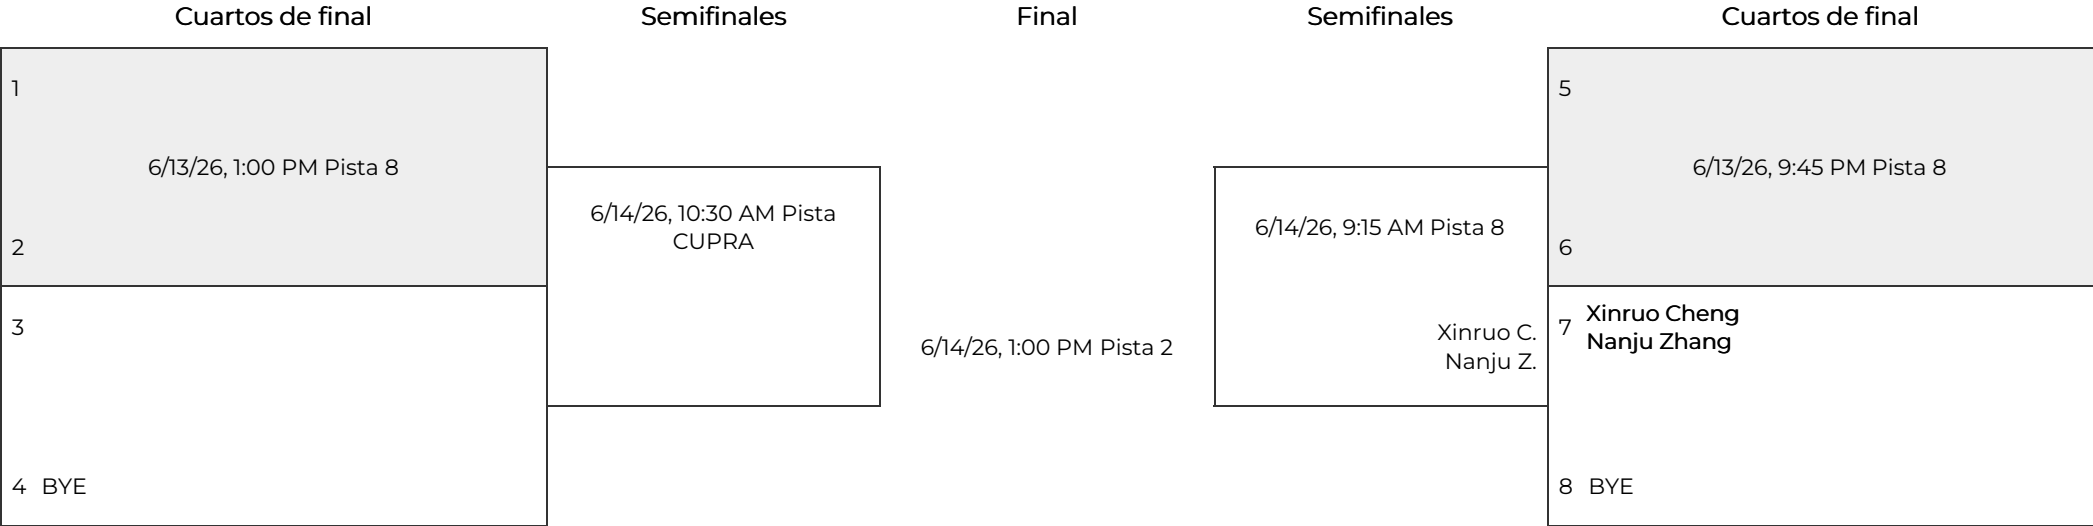 Cuartos de final
Semifinales
Final
Semifinales
Cuartos de final
1
6/13/26, 1:00 PM Pista 8
2
3
4 BYE
6/14/26, 10:30 AM Pista
CUPRA
6/14/26, 1:00 PM Pista 2
6/14/26, 9:15 AM Pista 8
Xinruo C.
Nanju Z.
5
6/13/26, 9:45 PM Pista 8
6
7
Xinruo Cheng
Nanju Zhang
8 BYE